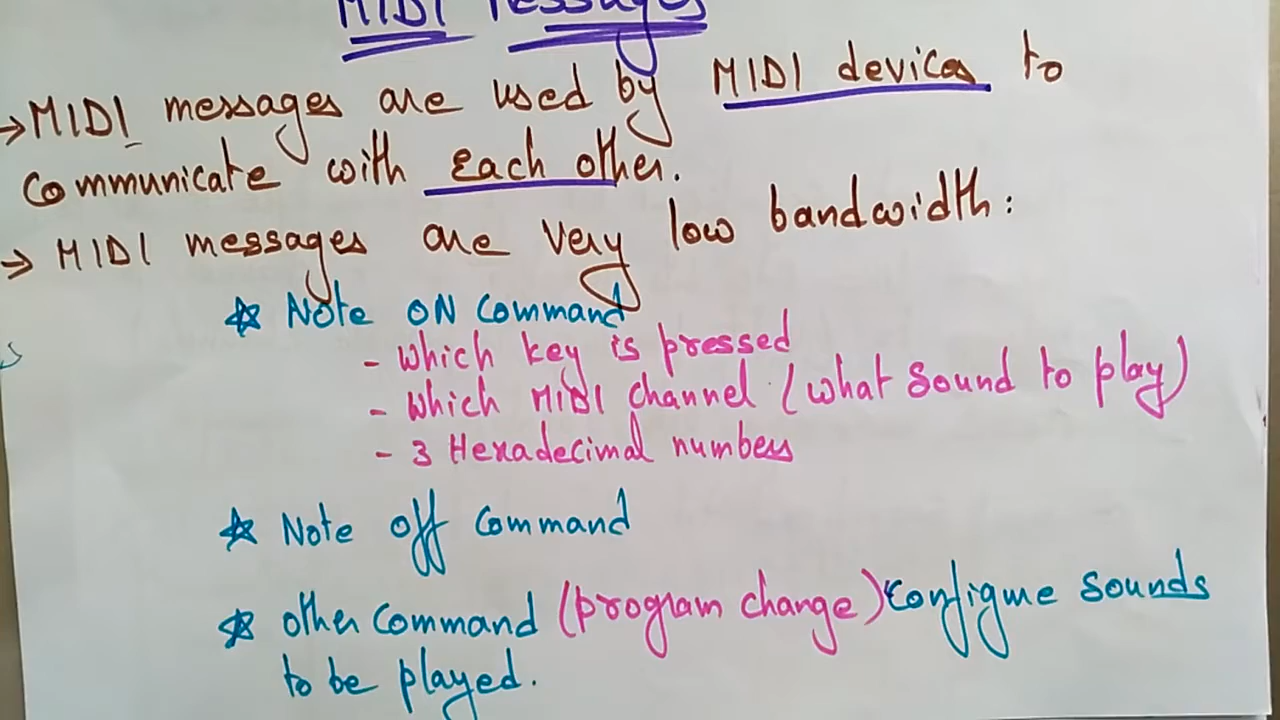 MIDI Messages
→ MIDI messages are used by MIDI devices to
Communicate with each other.
→ MIDI messages are very low bandwidth:
☆ Note ON Command
- which key is pressed
- which MIDI channel (what sound to play)
- 3 Hexadecimal numbers
☆ Note off Command
☆ other Command (program change) Configure sounds
to be played.